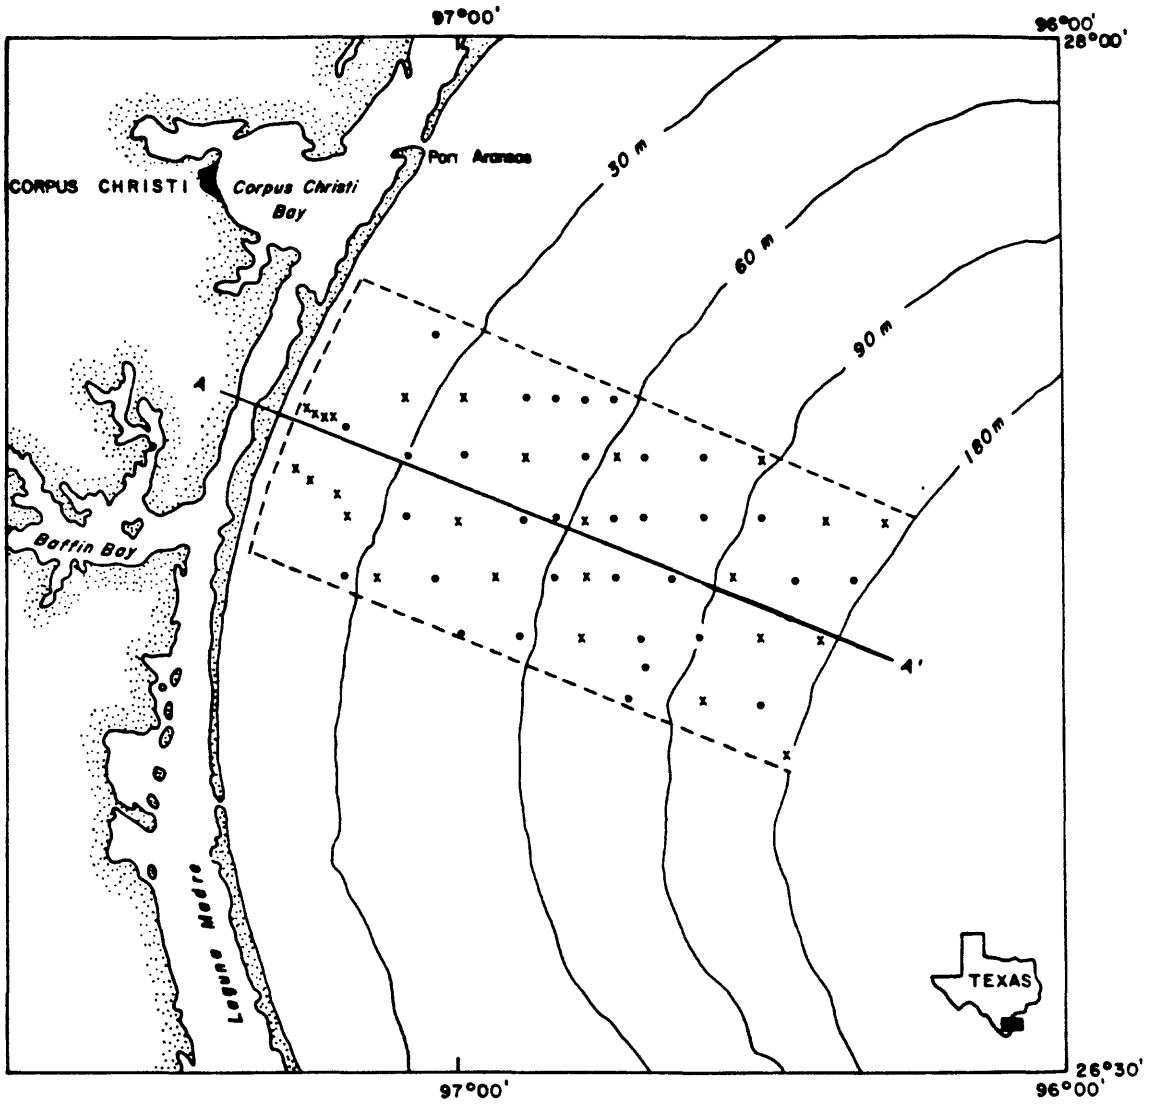 97°00'
96°00'
28°00'
30 m
Port Aransas
CORPUS CHRISTI
Corpus Christi
Bay
60 m
90 m
A
180m
Baffin Bay
A'
Laguna Madre
TEXAS
26°30'
97°00'
96°00'